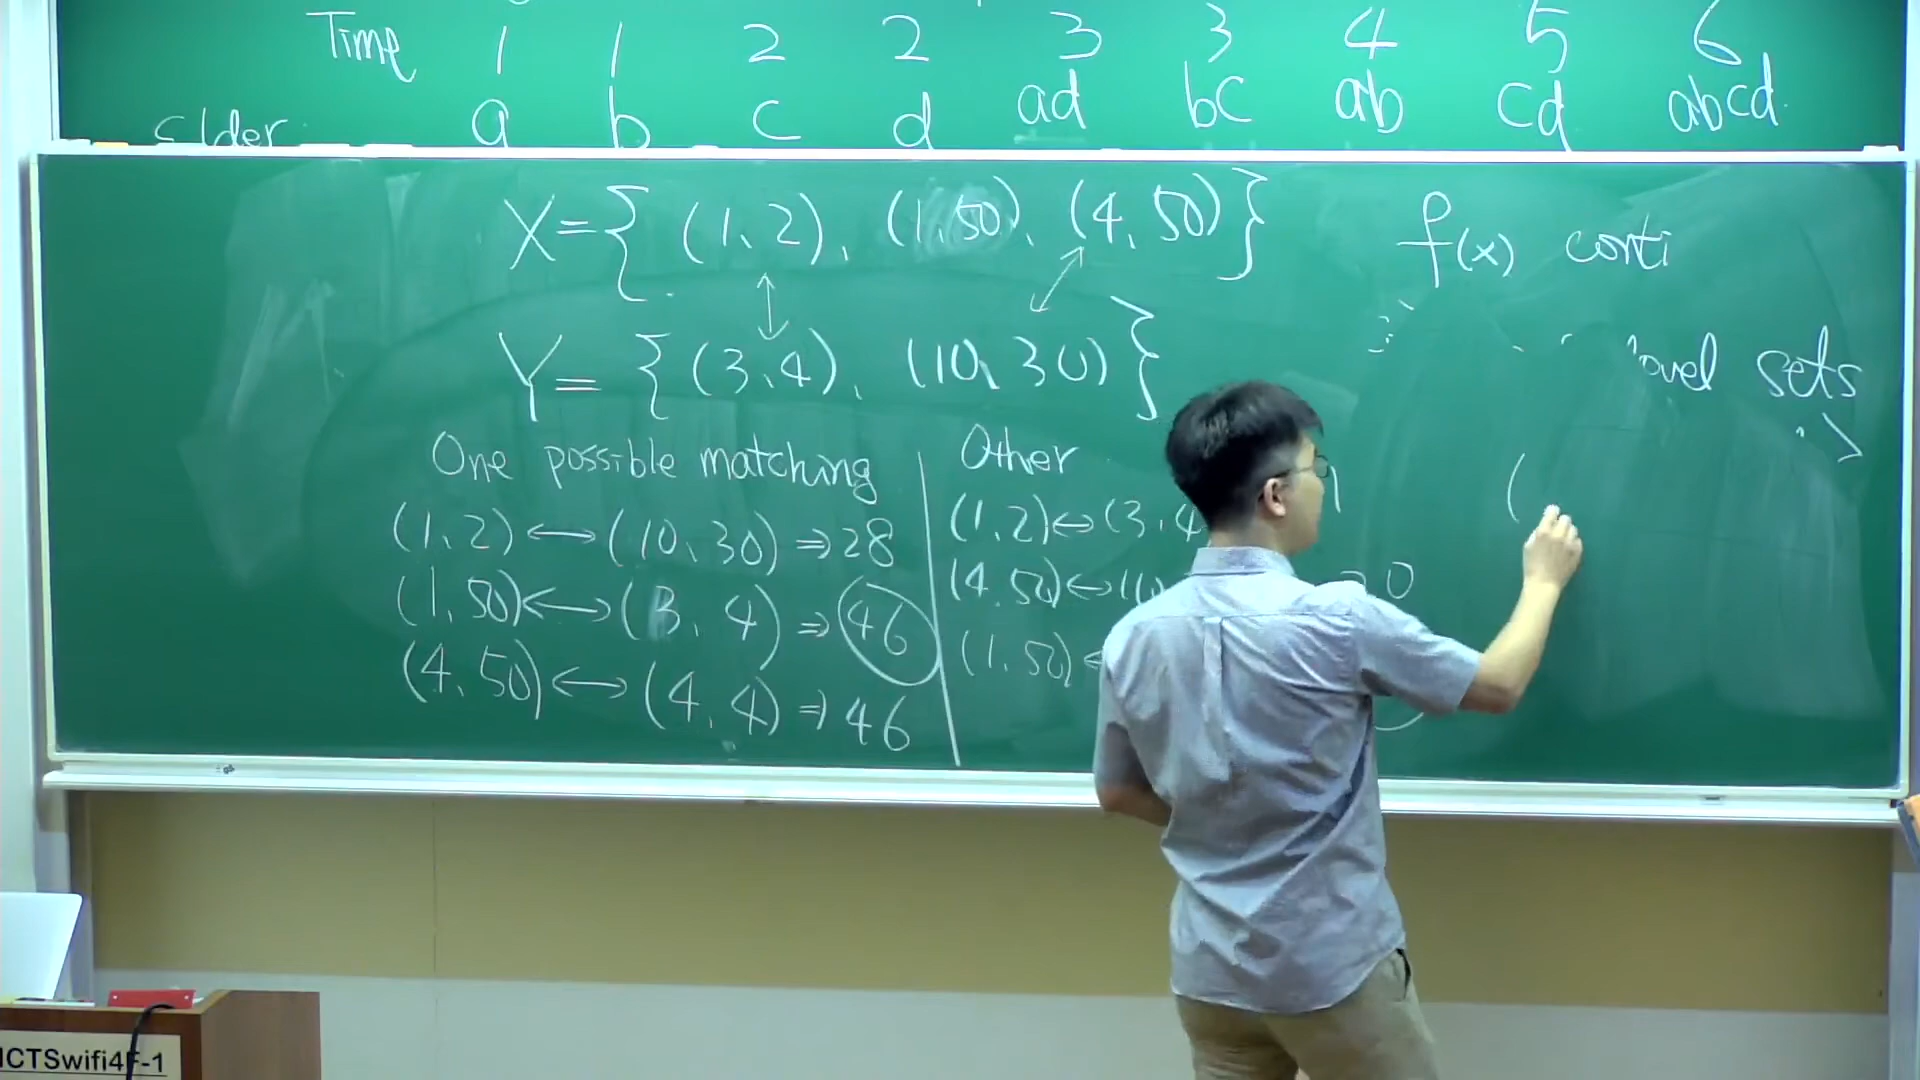 Time 1 1 2 2 3 3 4 5 6
elder a b c d ad bc ab cd abcd
X={ (1, 2), (1, 50), (4, 50) }
Y= { (3, 4), (10, 30) }
One possible matching
(1, 2) ↔ (10, 30) ⇒ 28
(1, 50) ↔ (3, 4) ⇒ 46
(4, 50) ↔ (4, 4) ⇒ 46
Other
(1, 2) ↔ (3, 4
(4, 50) ↔ (10
(1, 50) ↔
f(x) conti
sets
(
NCTSwifi4F-1